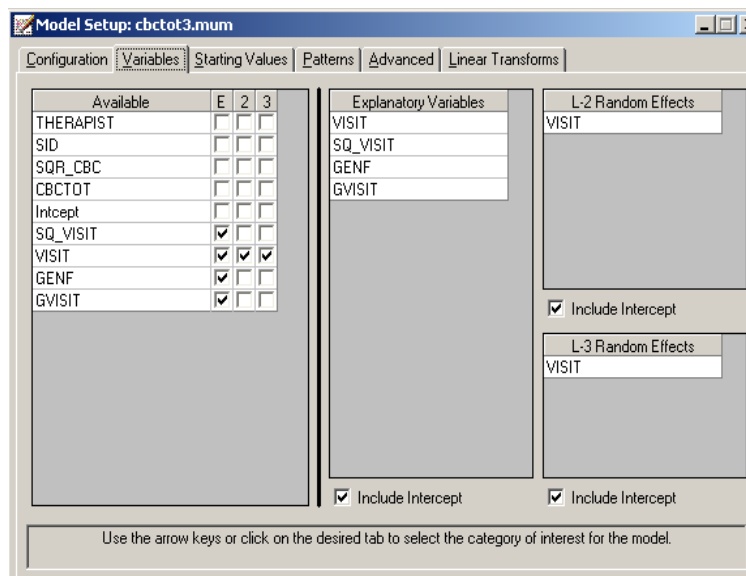 Model Setup: cbctot3.mum
Configuration Variables Starting Values Patterns Advanced Linear Transforms
Available E 2 3
THERAPIST
SID
SQR_CBC
CBCTOT
Intcept
SQ_VISIT
VISIT
GENF
GVISIT
Explanatory Variables
VISIT
SQ_VISIT
GENF
GVISIT
Include Intercept
L-2 Random Effects
VISIT
Include Intercept
L-3 Random Effects
VISIT
Include Intercept
Use the arrow keys or click on the desired tab to select the category of interest for the model.